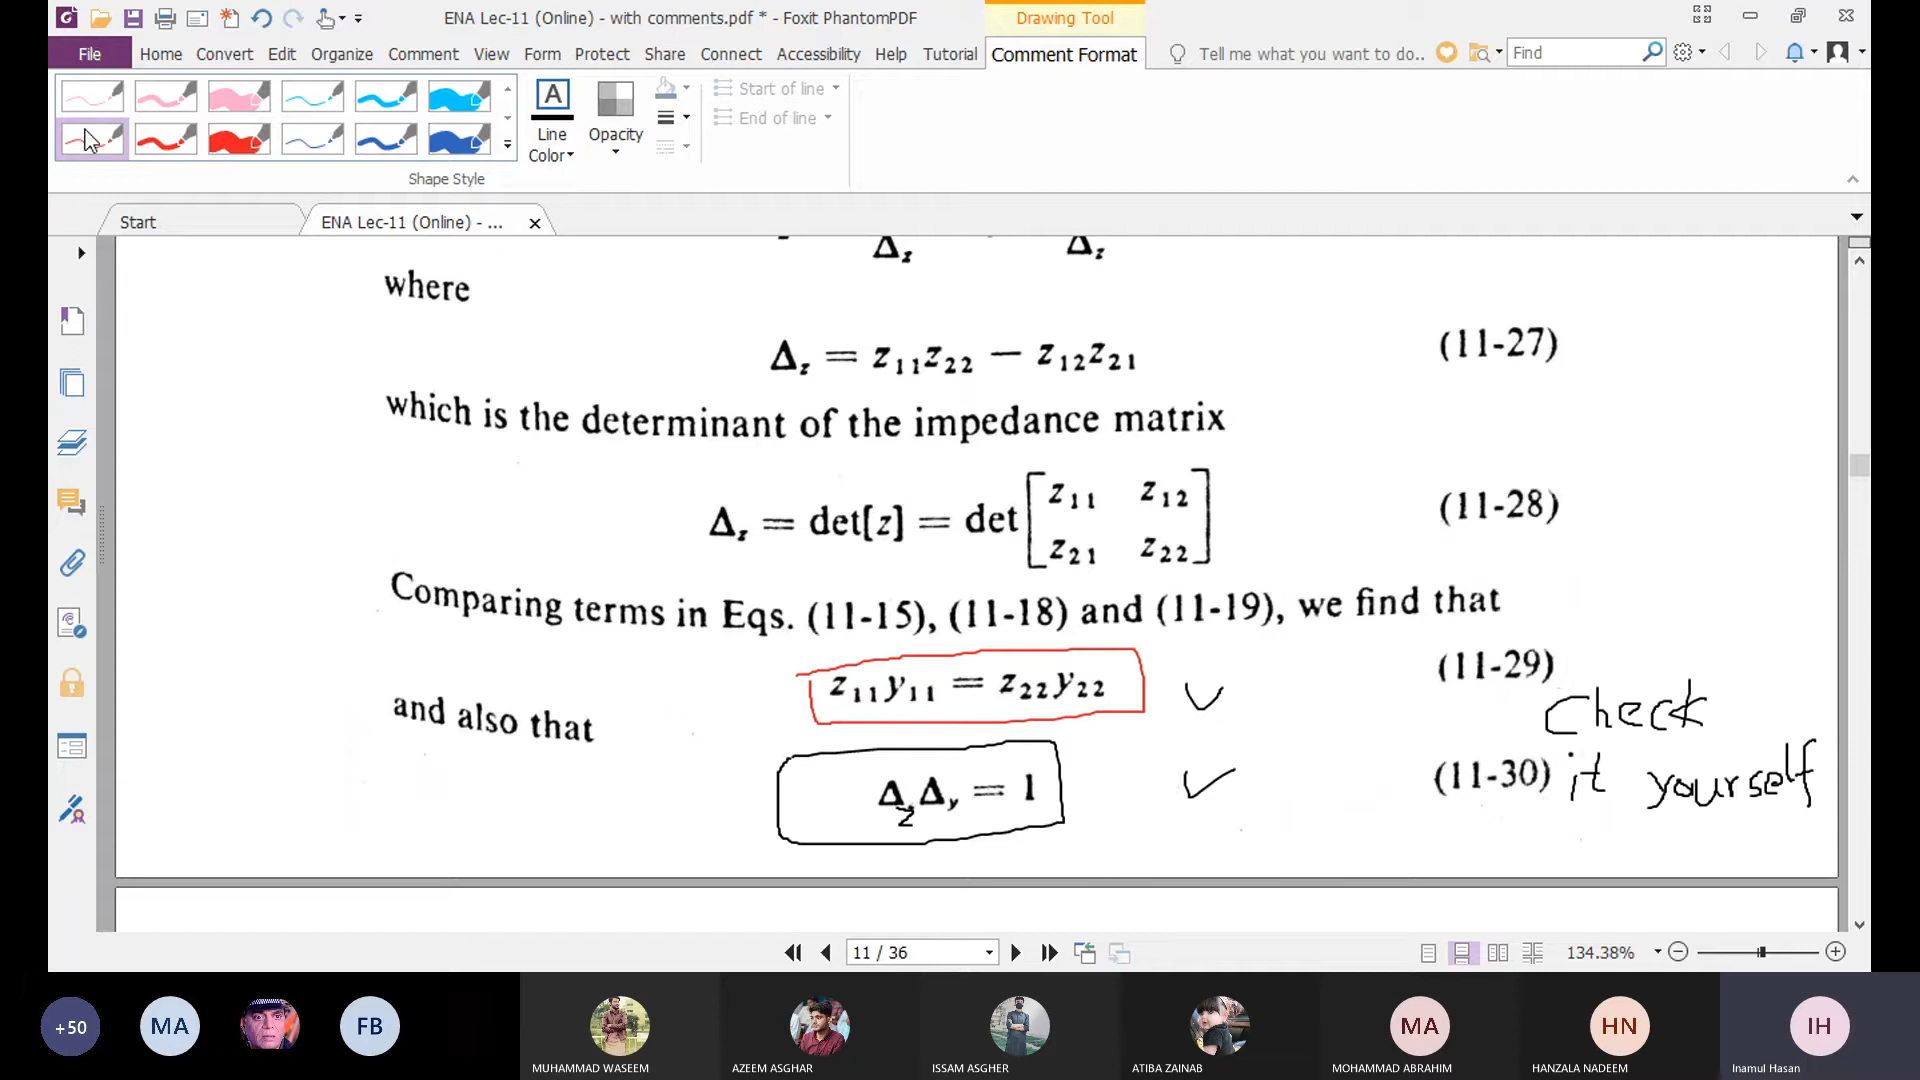 ENA Lec-11 (Online) - with comments.pdf * - Foxit PhantomPDF
Drawing Tool
File Home Convert Edit Organize Comment View Form Protect Share Connect Accessibility Help Tutorial Comment Format Tell me what you want to do.. Find
A
Line Color
Opacity
Start of line
End of line
Shape Style
Start
ENA Lec-11 (Online) - ...
Δz Δz
where
Δz = z11z22 − z12z21 (11-27)
which is the determinant of the impedance matrix
Δz = det[z] = det [z11 z12
z21 z22] (11-28)
Comparing terms in Eqs. (11-15), (11-18) and (11-19), we find that
z11y11 = z22y22 (11-29)
Check
and also that
ΔzΔy = 1 (11-30) it yourself
11 / 36
134.38%
+50 MA FB MA HN IH
MUHAMMAD WASEEM AZEEM ASGHAR ISSAM ASGHER ATIBA ZAINAB MOHAMMAD ABRAHIM HANZALA NADEEM Inamul Hasan